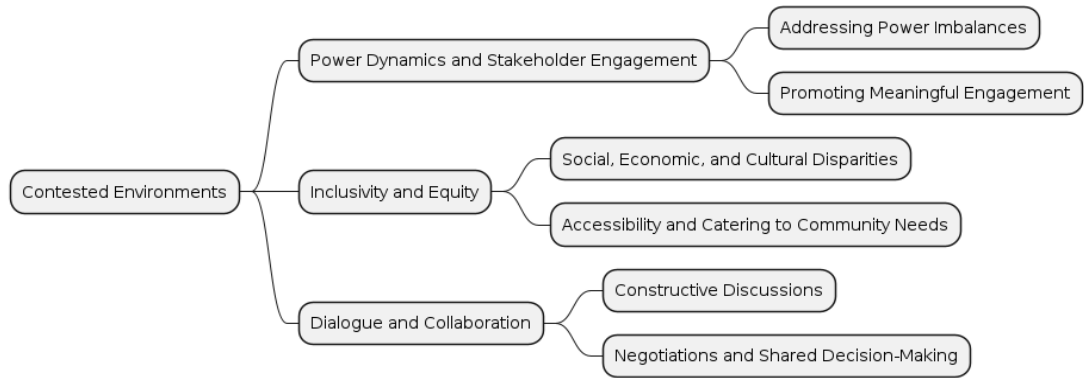 Contested Environments
Power Dynamics and Stakeholder Engagement
Addressing Power Imbalances
Promoting Meaningful Engagement
Inclusivity and Equity
Social, Economic, and Cultural Disparities
Accessibility and Catering to Community Needs
Dialogue and Collaboration
Constructive Discussions
Negotiations and Shared Decision-Making